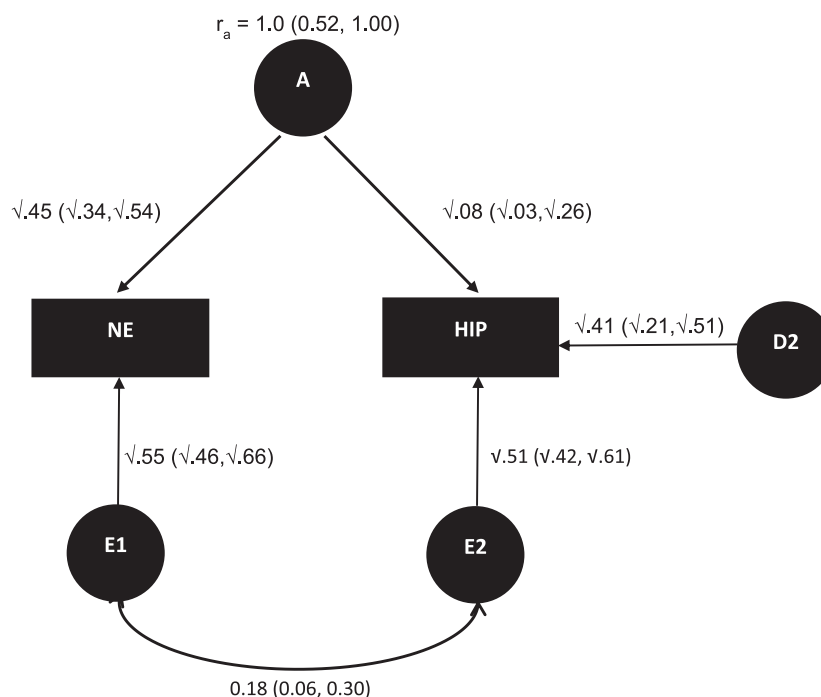 rₐ = 1.0 (0.52, 1.00)
A
√.45 (√.34,√.54)
√.08 (√.03,√.26)
NE
HIP
√.41 (√.21,√.51)
D2
√.55 (√.46,√.66)
√.51 (√.42, √.61)
E1
E2
0.18 (0.06, 0.30)